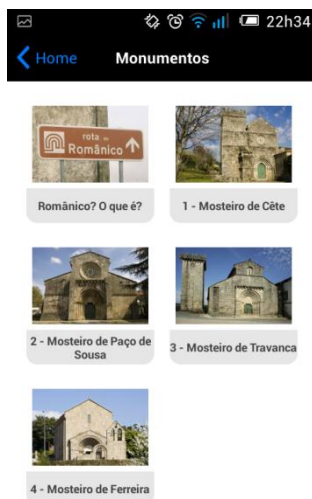 22h34
Home
Monumentos
rota do
Românico
Românico? O que é?
1 - Mosteiro de Cête
2 - Mosteiro de Paço de
Sousa
3 - Mosteiro de Travanca
4 - Mosteiro de Ferreira